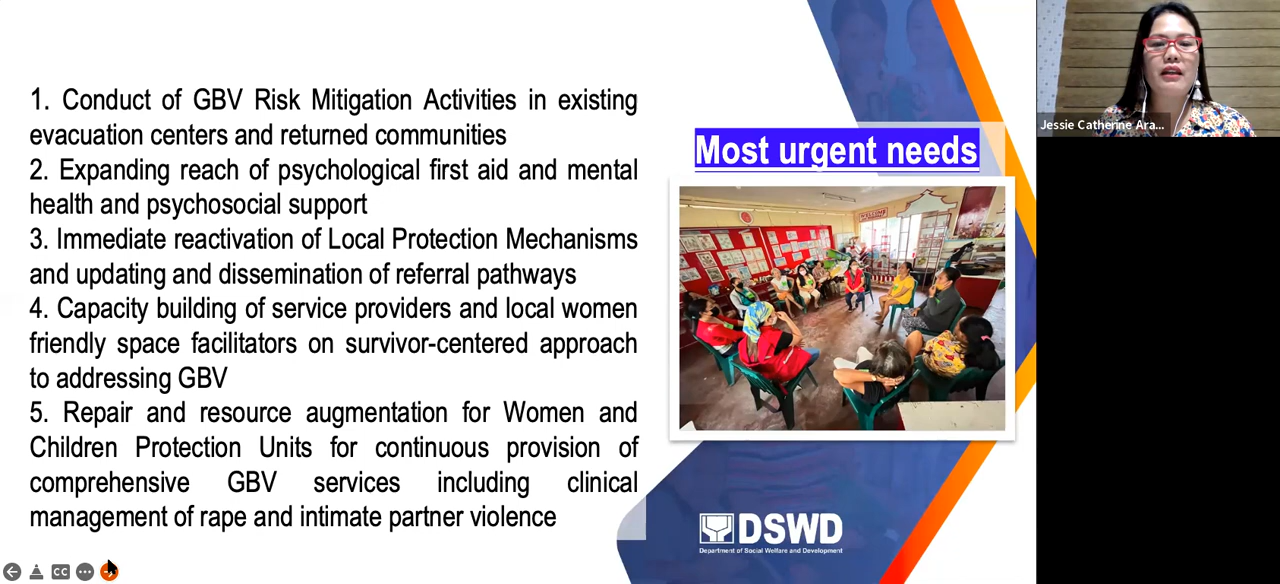 1. Conduct of GBV Risk Mitigation Activities in existing
evacuation centers and returned communities
2. Expanding reach of psychological first aid and mental
health and psychosocial support
3. Immediate reactivation of Local Protection Mechanisms
and updating and dissemination of referral pathways
4. Capacity building of service providers and local women
friendly space facilitators on survivor-centered approach
to addressing GBV
5. Repair and resource augmentation for Women and
Children Protection Units for continuous provision of
comprehensive GBV services including clinical
management of rape and intimate partner violence
Most urgent needs
DSWD
Department of Social Welfare and Development
Jessie Catherine Ara...
CC